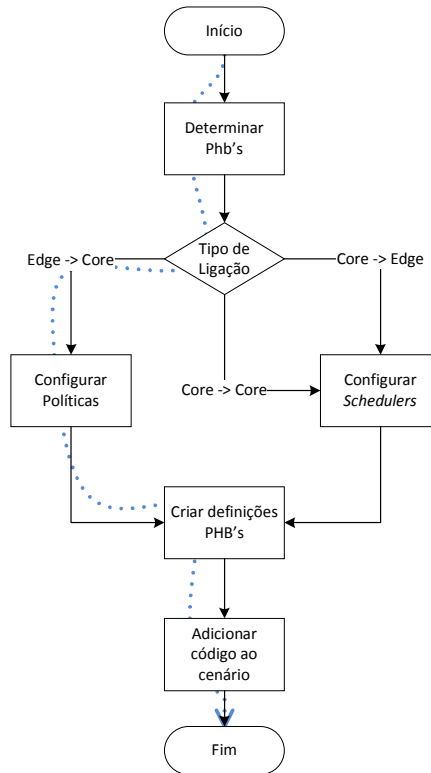 Início
Determinar
Phb's
Tipo de
Ligação
Edge -> Core
Core -> Edge
Configurar
Políticas
Core -> Core
Configurar
Schedulers
Criar definições
PHB's
Adicionar
código ao
cenário
Fim